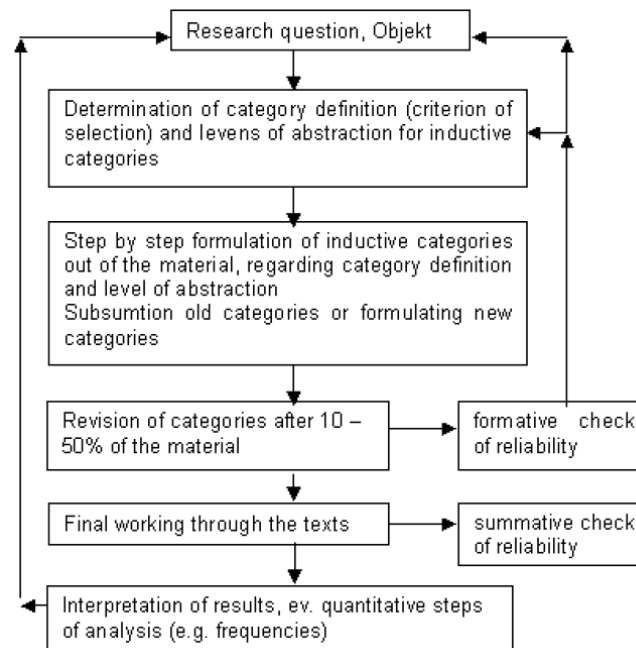 Research question, Objekt
Determination of category definition (criterion of
selection) and levens of abstraction for inductive
categories
Step by step formulation of inductive categories
out of the material, regarding category definition
and level of abstraction
Subsumtion old categories or formulating new
categories
Revision of categories after 10 –
50% of the material
formative check
of reliability
Final working through the texts
summative check
of reliability
Interpretation of results, ev. quantitative steps
of analysis (e.g. frequencies)